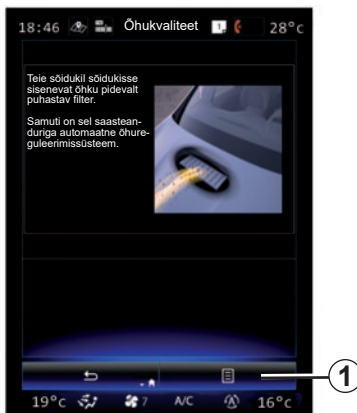 18:46 Õhukvaliteet 28°c
Teie sõidukil sõidukisse
sisenevat õhku pidevalt
puhastav filter.
Samuti on sel saastean-
duriga automaatne õhure-
guleerimissüsteem.
1
19°c 7 A/C 16°c